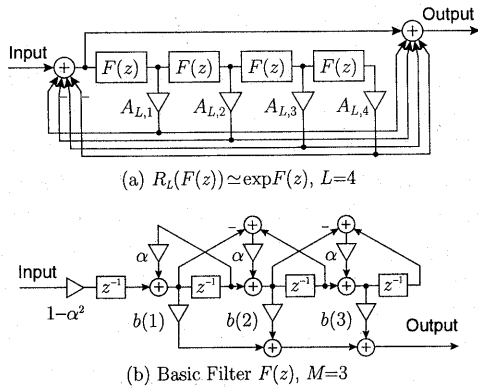 Output
Input
F(z) F(z) F(z) F(z)
− −
A_{L,1} A_{L,2} A_{L,3} A_{L,4}
(a) R_L(F(z))≃expF(z), L=4
− −
Input α α α
z⁻¹ z⁻¹ z⁻¹ z⁻¹
1−α² b(1) b(2) b(3)
Output
(b) Basic Filter F(z), M=3